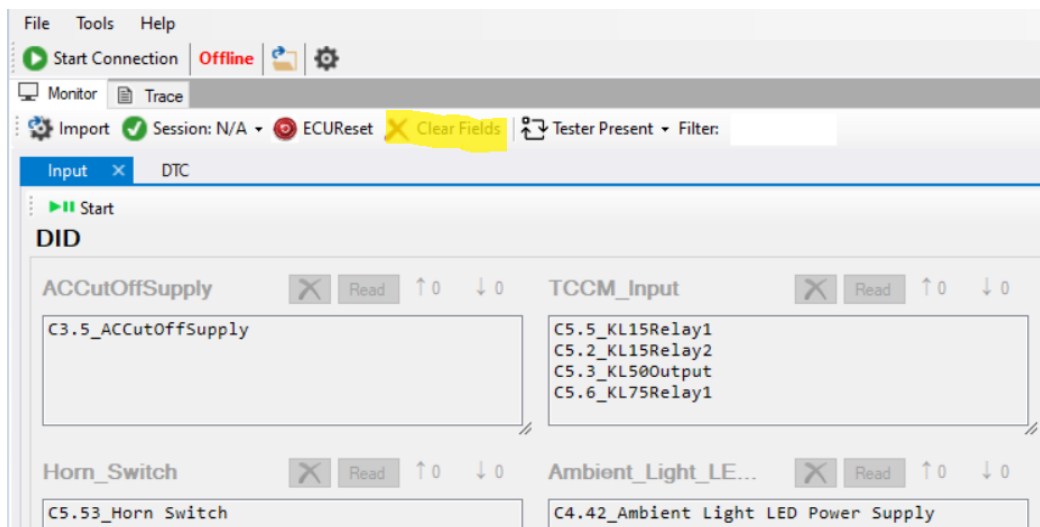 File Tools Help
Start Connection Offline
Monitor Trace
Import Session: N/A ECUReset Clear Fields Tester Present Filter:
Input DTC
Start
DID
ACCutOffSupply Read ↑ 0 ↓ 0 TCCM_Input Read ↑ 0 ↓ 0
C3.5_ACCutOffSupply
C5.5_KL15Relay1
C5.2_KL15Relay2
C5.3_KL50Output
C5.6_KL75Relay1
Horn_Switch Read ↑ 0 ↓ 0 Ambient_Light_LE... Read ↑ 0 ↓ 0
C5.53_Horn Switch C4.42_Ambient Light LED Power Supply